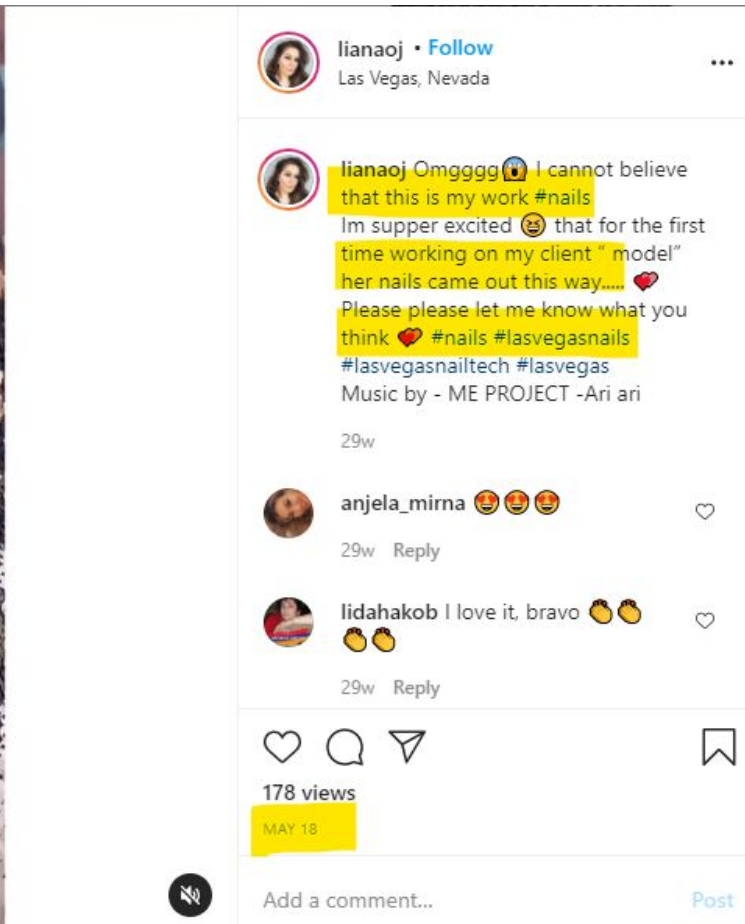 lianaoj • Follow
Las Vegas, Nevada
lianaoj Omgggg😱 I cannot believe
that this is my work #nails
Im supper excited 😆 that for the first
time working on my client “ model”
her nails came out this way..... 💕
Please please let me know what you
think 💕 #nails #lasvegasnails
#lasvegasnailtech #lasvegas
Music by - ME PROJECT -Ari ari
29w
anjela_mirna 😍😍😍
29w Reply
lidahakob I love it, bravo 👏👏
👏👏
29w Reply
178 views
MAY 18
Add a comment... Post